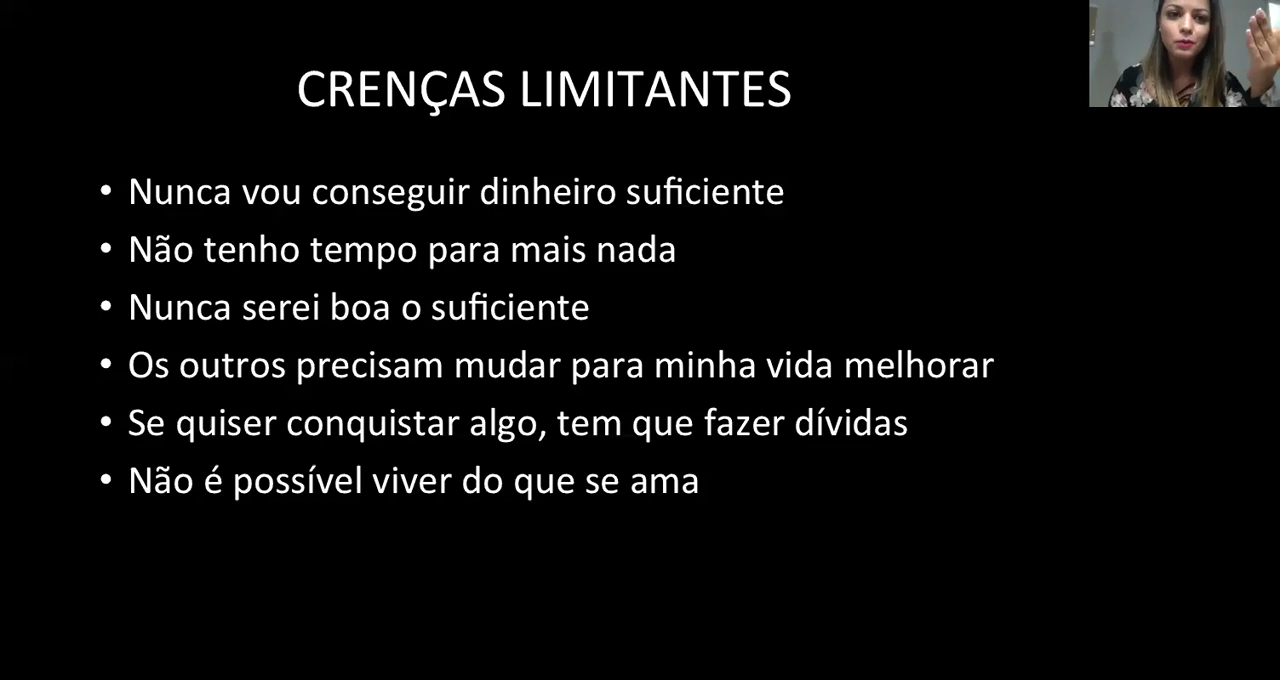 CRENÇAS LIMITANTES
• Nunca vou conseguir dinheiro suficiente
• Não tenho tempo para mais nada
• Nunca serei boa o suficiente
• Os outros precisam mudar para minha vida melhorar
• Se quiser conquistar algo, tem que fazer dívidas
• Não é possível viver do que se ama